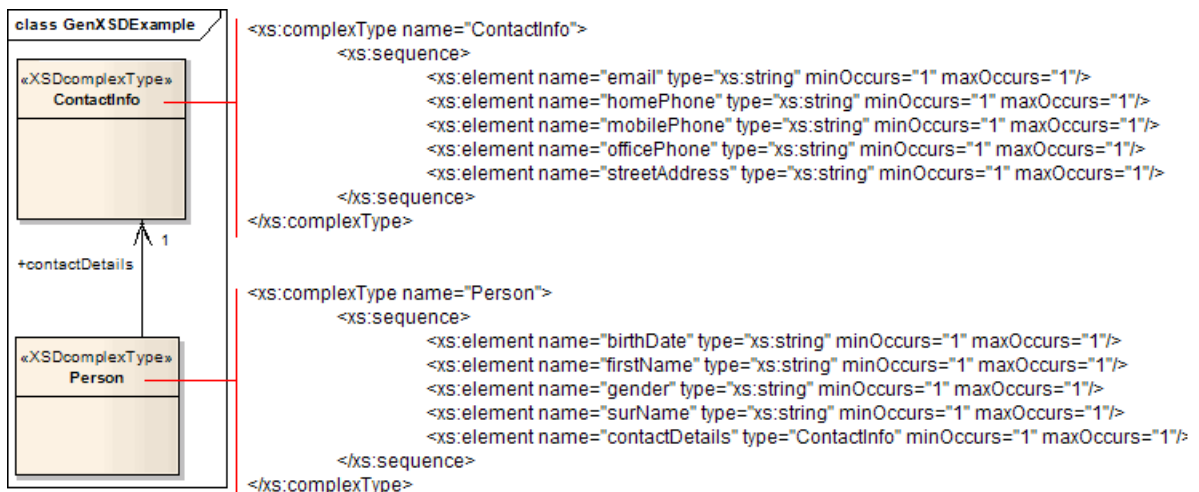 class GenXSDExample
«XSDcomplexType»
ContactInfo
1
+contactDetails
«XSDcomplexType»
Person
<xs:complexType name="ContactInfo">
<xs:sequence>
<xs:element name="email" type="xs:string" minOccurs="1" maxOccurs="1"/>
<xs:element name="homePhone" type="xs:string" minOccurs="1" maxOccurs="1"/>
<xs:element name="mobilePhone" type="xs:string" minOccurs="1" maxOccurs="1"/>
<xs:element name="officePhone" type="xs:string" minOccurs="1" maxOccurs="1"/>
<xs:element name="streetAddress" type="xs:string" minOccurs="1" maxOccurs="1"/>
</xs:sequence>
</xs:complexType>
<xs:complexType name="Person">
<xs:sequence>
<xs:element name="birthDate" type="xs:string" minOccurs="1" maxOccurs="1"/>
<xs:element name="firstName" type="xs:string" minOccurs="1" maxOccurs="1"/>
<xs:element name="gender" type="xs:string" minOccurs="1" maxOccurs="1"/>
<xs:element name="surName" type="xs:string" minOccurs="1" maxOccurs="1"/>
<xs:element name="contactDetails" type="ContactInfo" minOccurs="1" maxOccurs="1"/>
</xs:sequence>
</xs:complexType>